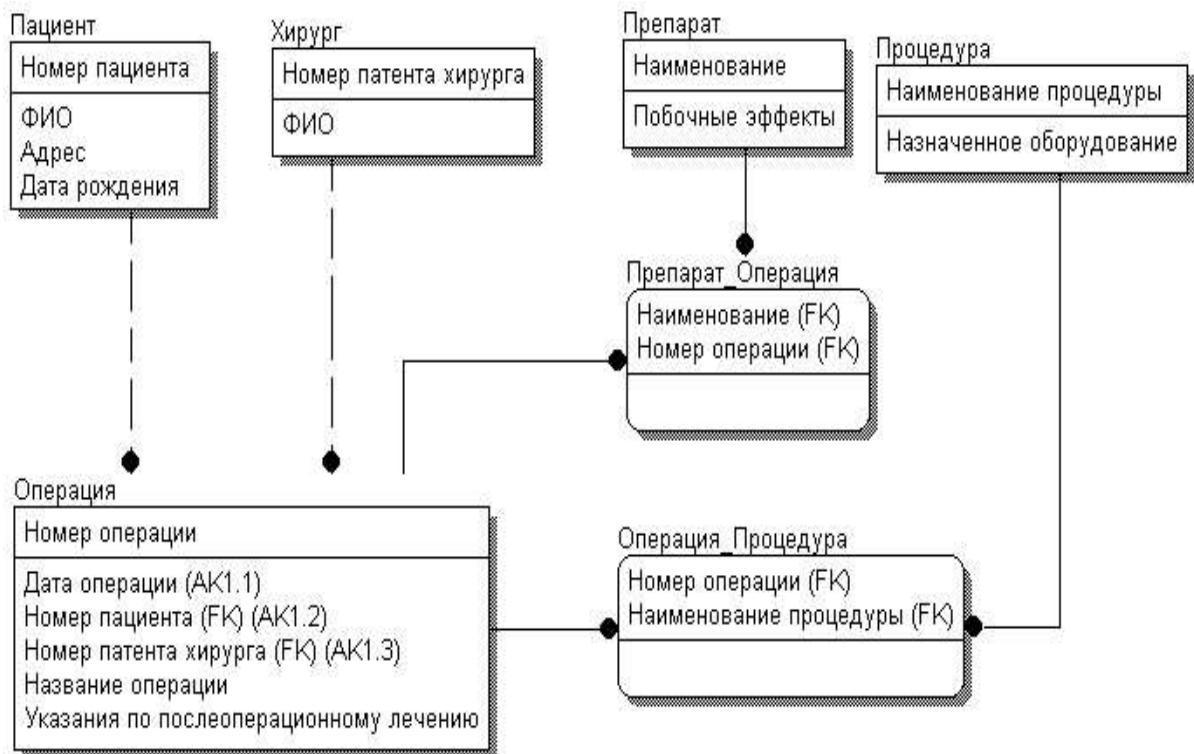 Пациент
Номер пациента
ФИО
Адрес
Дата рождения
Хирург
Номер патента хирурга
ФИО
Препарат
Наименование
Побочные эффекты
Процедура
Наименование процедуры
Назначенное оборудование
Препарат_Операция
Наименование (FK)
Номер операции (FK)
Операция
Номер операции
Дата операции (AK1.1)
Номер пациента (FK) (AK1.2)
Номер патента хирурга (FK) (AK1.3)
Название операции
Указания по послеоперационному лечению
Операция_Процедура
Номер операции (FK)
Наименование процедуры (FK)